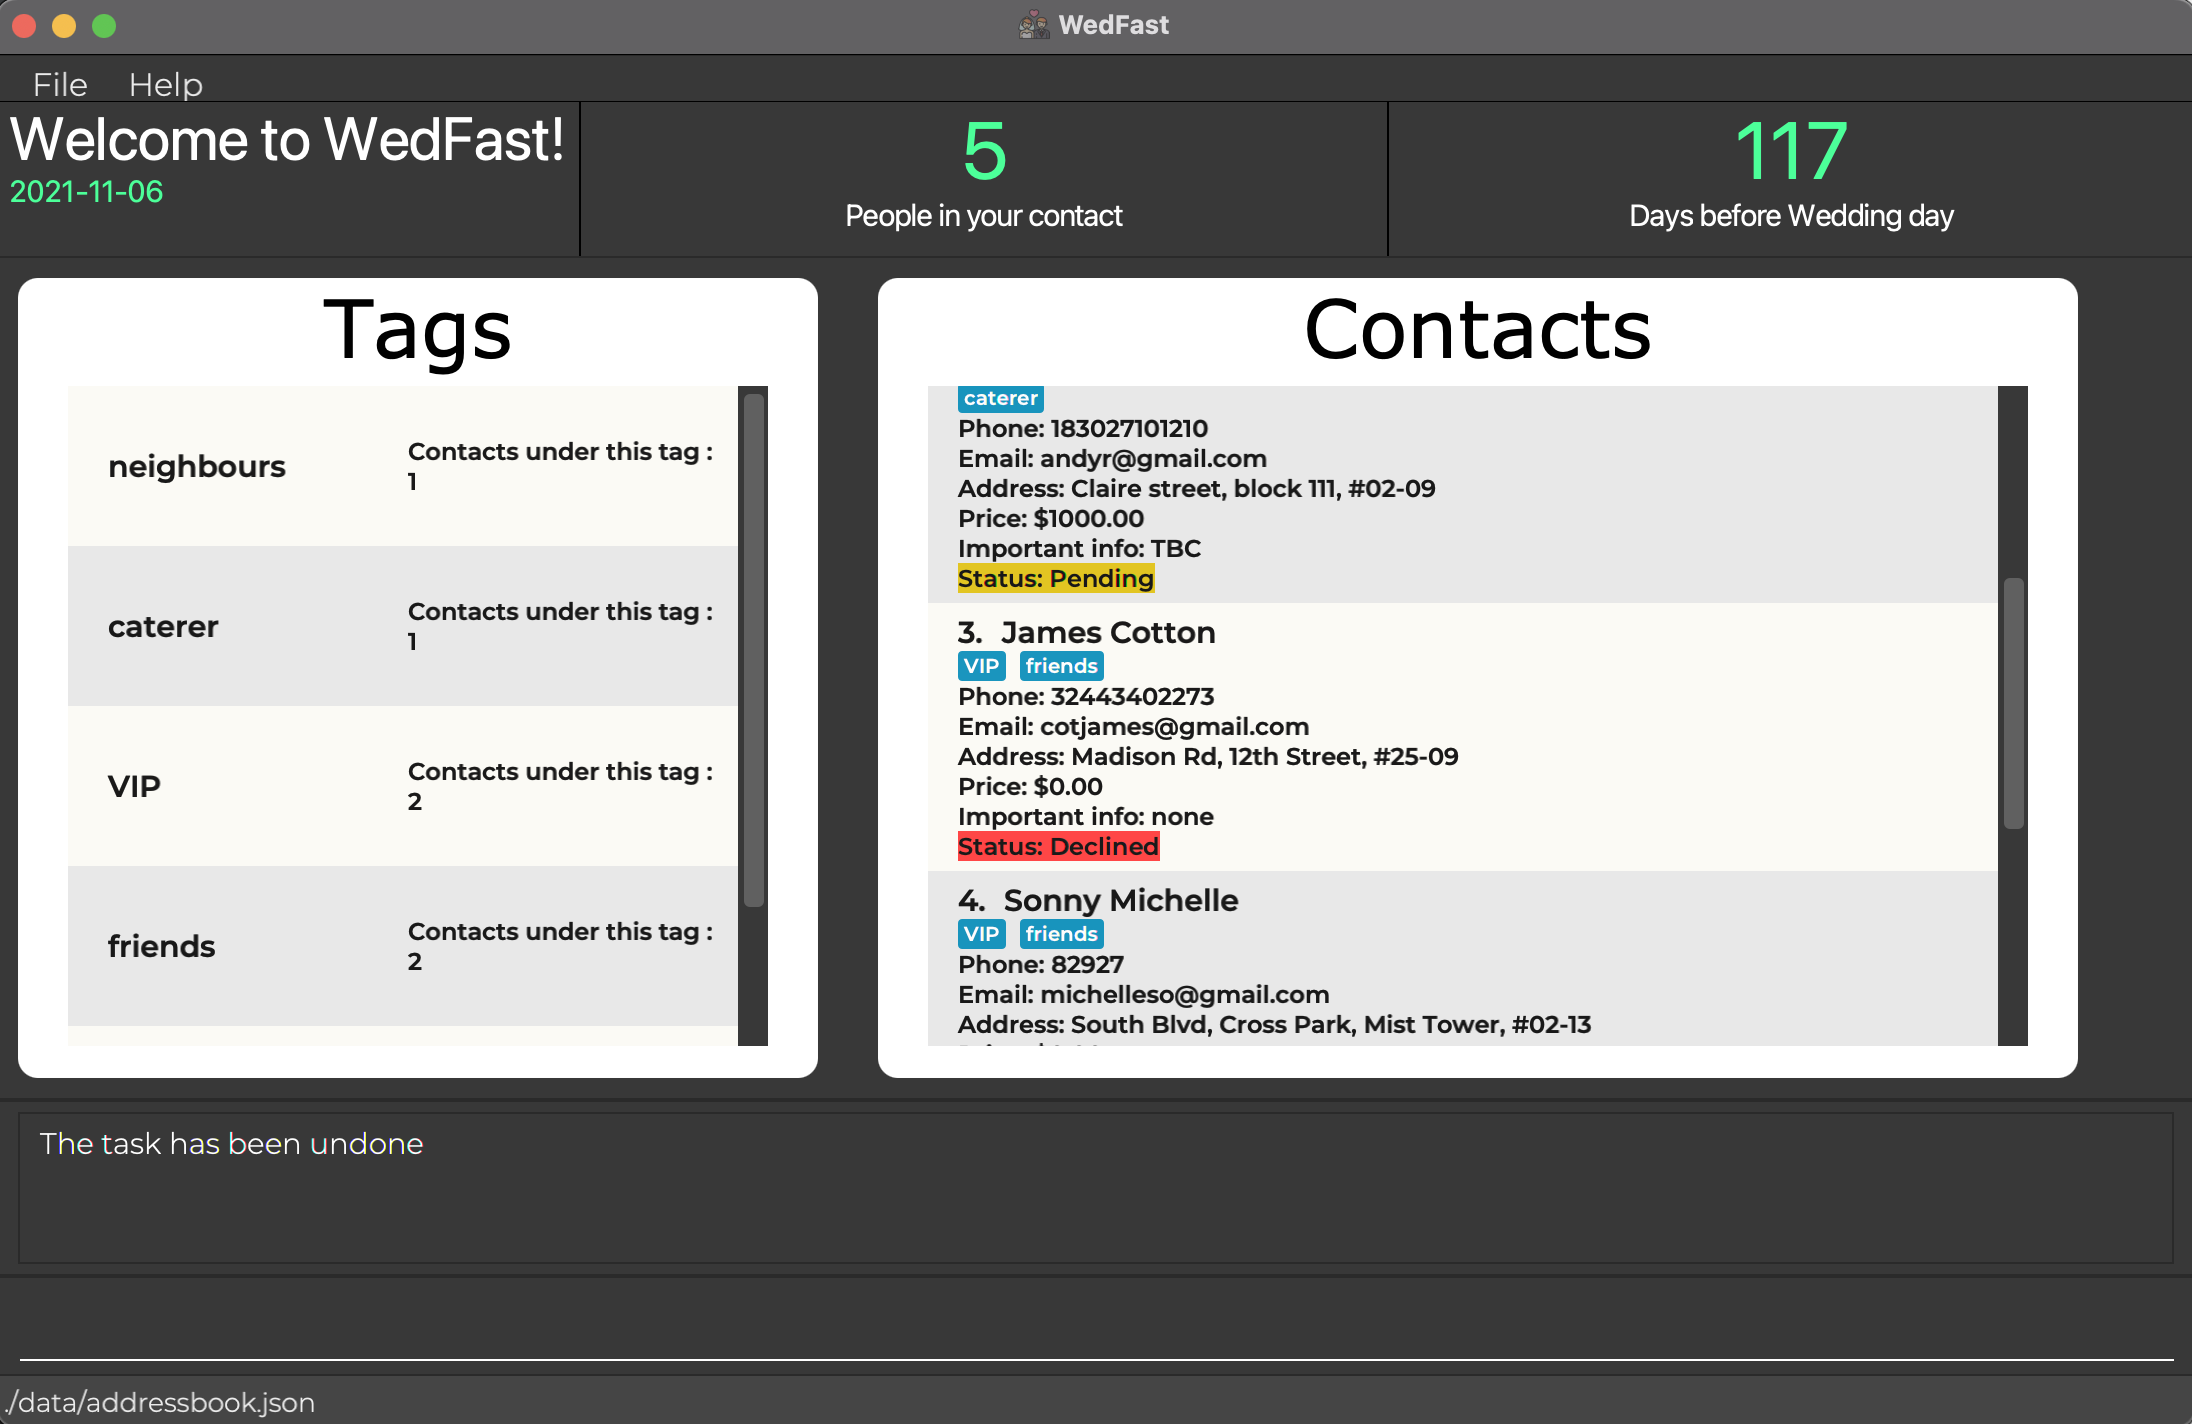 WedFast
File Help
Welcome to WedFast!
2021-11-06
5
People in your contact
117
Days before Wedding day
Tags
neighbours
Contacts under this tag :
1
caterer
Contacts under this tag :
1
VIP
Contacts under this tag :
2
friends
Contacts under this tag :
2
Contacts
caterer
Phone: 183027101210
Email: andyr@gmail.com
Address: Claire street, block 111, #02-09
Price: $1000.00
Important info: TBC
Status: Pending
3. James Cotton
VIP friends
Phone: 32443402273
Email: cotjames@gmail.com
Address: Madison Rd, 12th Street, #25-09
Price: $0.00
Important info: none
Status: Declined
4. Sonny Michelle
VIP friends
Phone: 82927
Email: michelleso@gmail.com
Address: South Blvd, Cross Park, Mist Tower, #02-13
The task has been undone
./data/addressbook.json